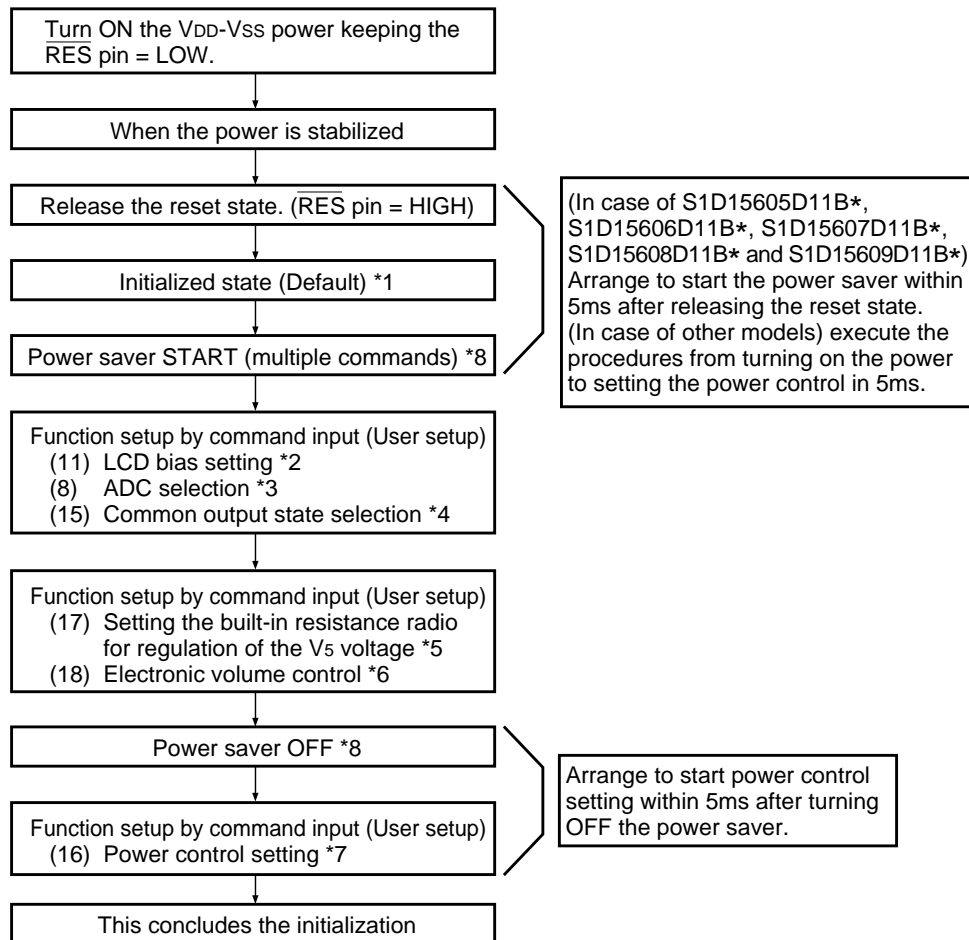 Turn ON the VDD-VSS power keeping the
RES pin = LOW.
When the power is stabilized
Release the reset state. (RES pin = HIGH)
Initialized state (Default) *1
Power saver START (multiple commands) *8
(In case of S1D15605D11B*,
S1D15606D11B*, S1D15607D11B*,
S1D15608D11B* and S1D15609D11B*)
Arrange to start the power saver within
5ms after releasing the reset state.
(In case of other models) execute the
procedures from turning on the power
to setting the power control in 5ms.
Function setup by command input (User setup)
(11) LCD bias setting *2
(8) ADC selection *3
(15) Common output state selection *4
Function setup by command input (User setup)
(17) Setting the built-in resistance radio
for regulation of the V5 voltage *5
(18) Electronic volume control *6
Power saver OFF *8
Function setup by command input (User setup)
(16) Power control setting *7
Arrange to start power control
setting within 5ms after turning
OFF the power saver.
This concludes the initialization